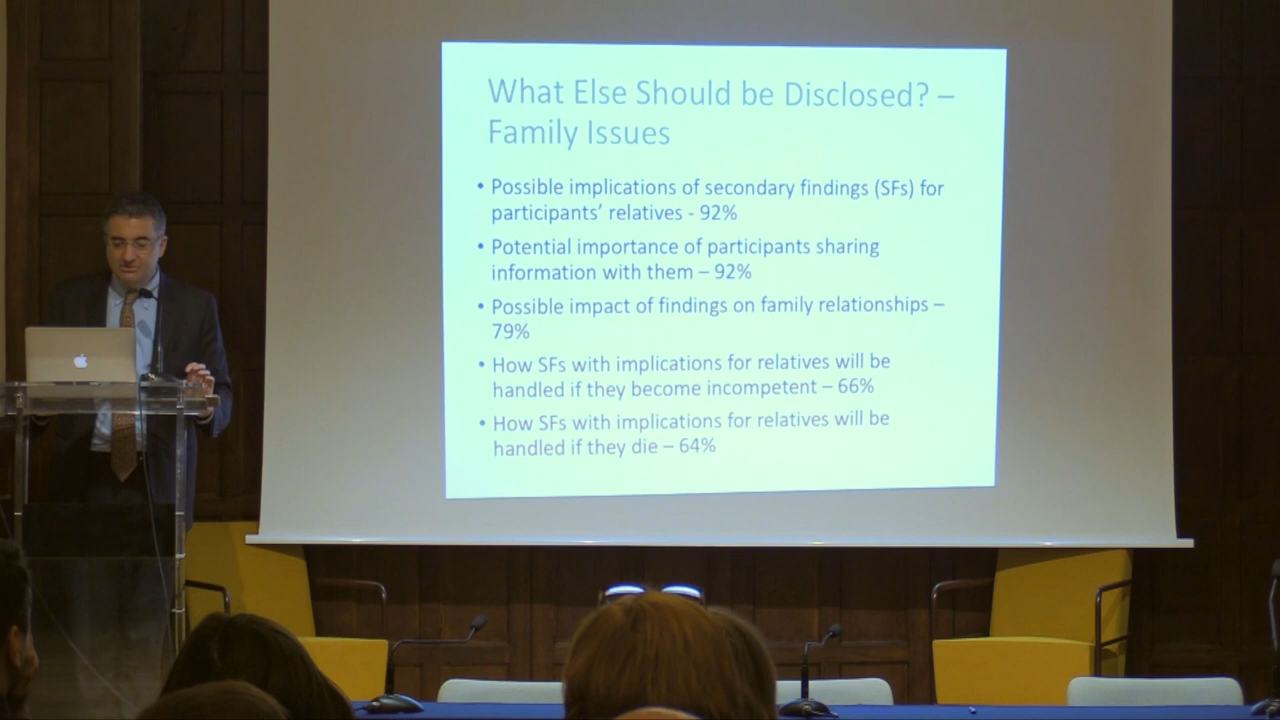 What Else Should be Disclosed? –
Family Issues
• Possible implications of secondary findings (SFs) for
participants’ relatives - 92%
• Potential importance of participants sharing
information with them – 92%
• Possible impact of findings on family relationships –
79%
• How SFs with implications for relatives will be
handled if they become incompetent – 66%
• How SFs with implications for relatives will be
handled if they die – 64%